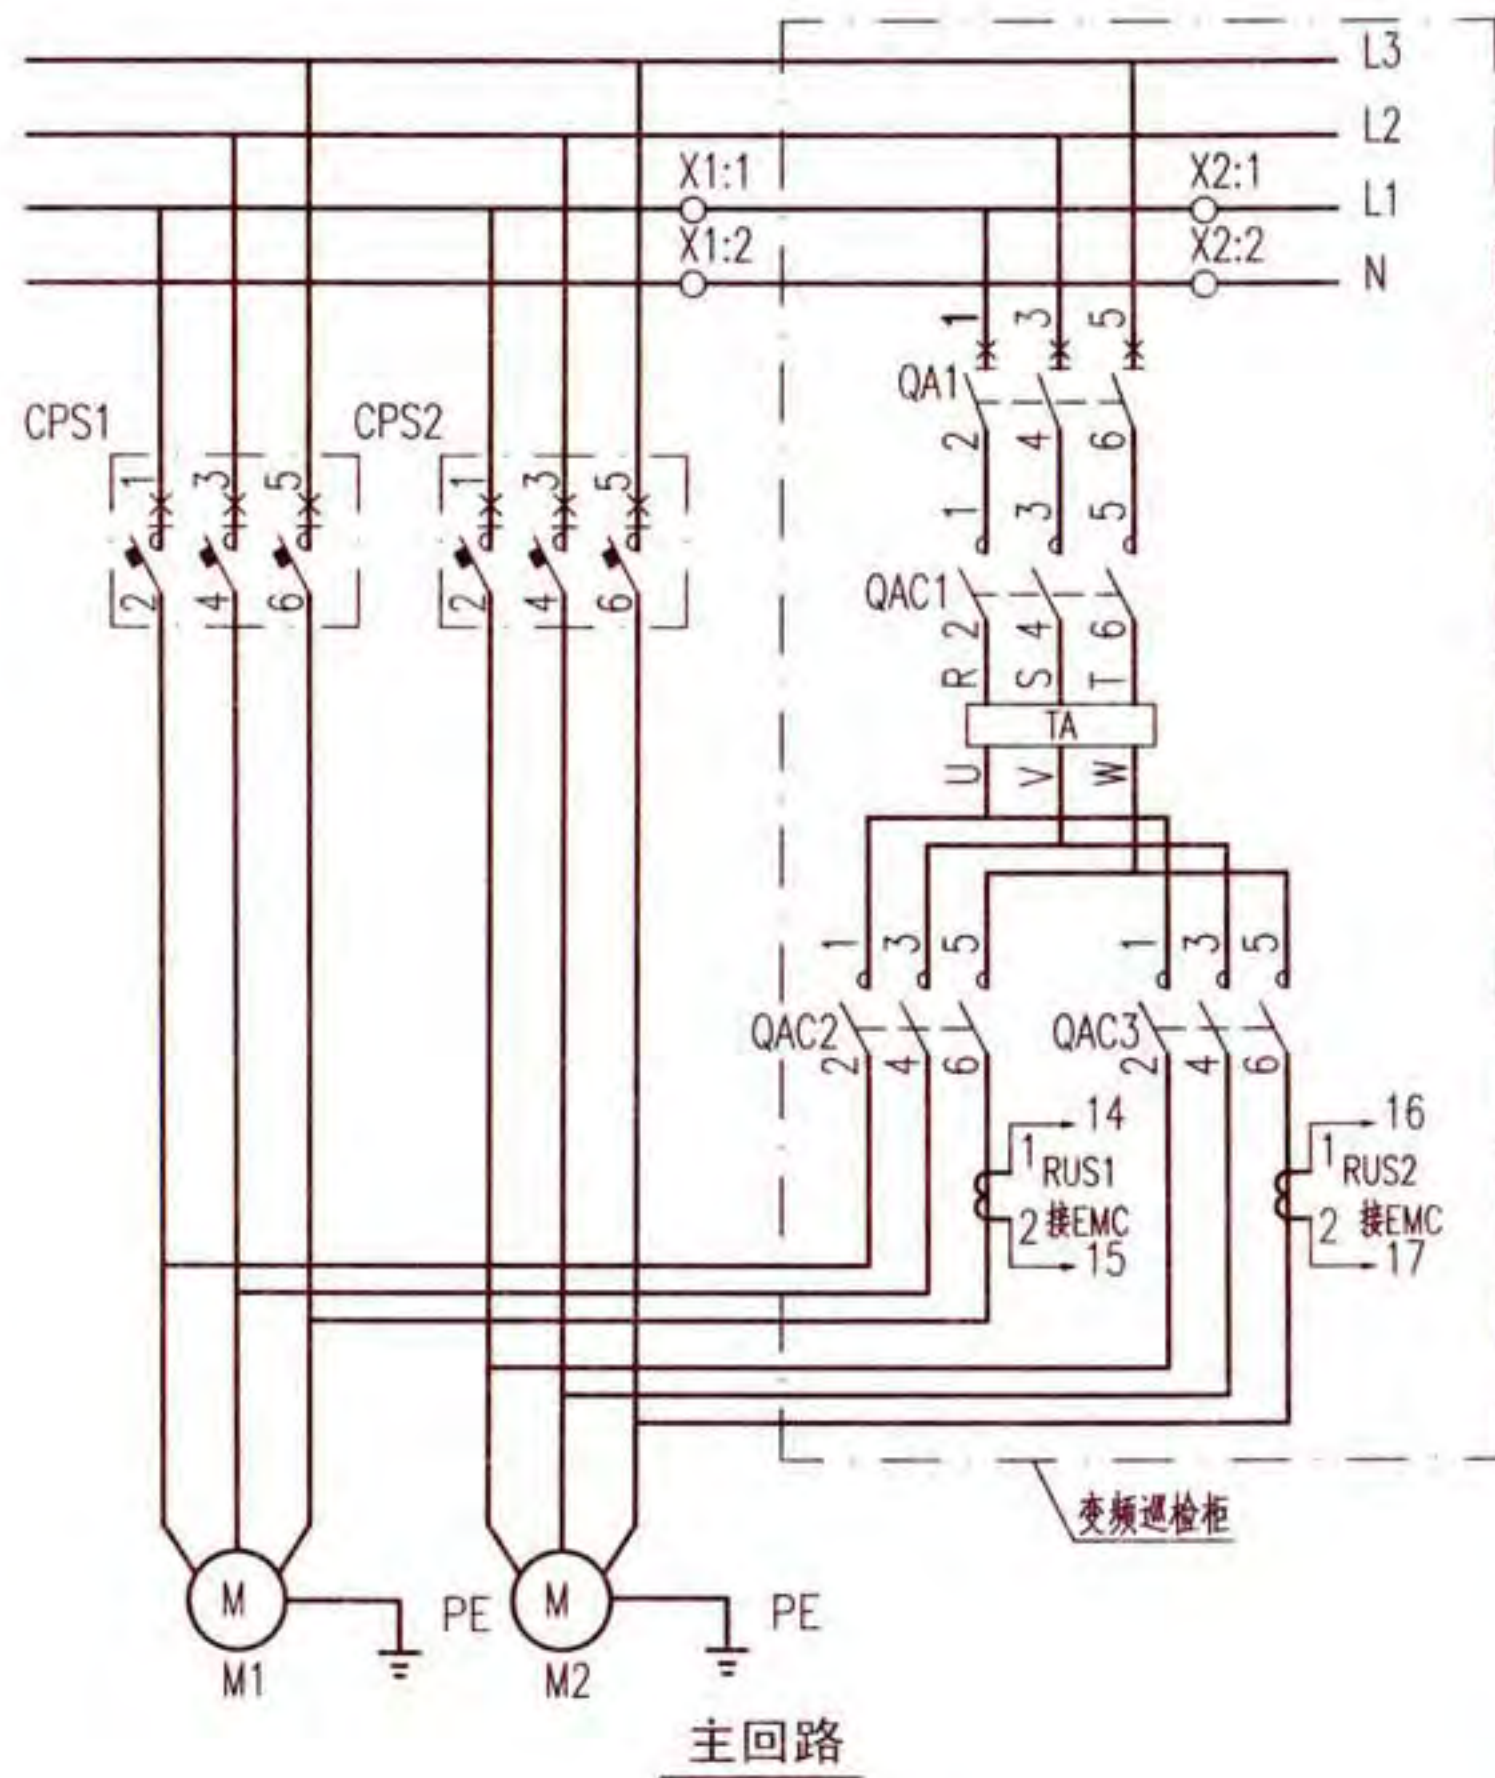 L3
L2
X1:1 X2:1
L1
X1:2 X2:2
N
1 3 5
QA1
2 4 6
CPS1 CPS2
1 3 5 1 3 5
1 3 5
QAC1
2 4 6 2 4 6
2 4 6
R S T
TA
U V W
1 3 5 1 3 5
QAC2 QAC3
2 4 6 2 4 6
14 16
1 RUS1 1 RUS2
2 接EMC 2 接EMC
15 17
变频巡检柜
M PE M PE
M1 M2
主回路